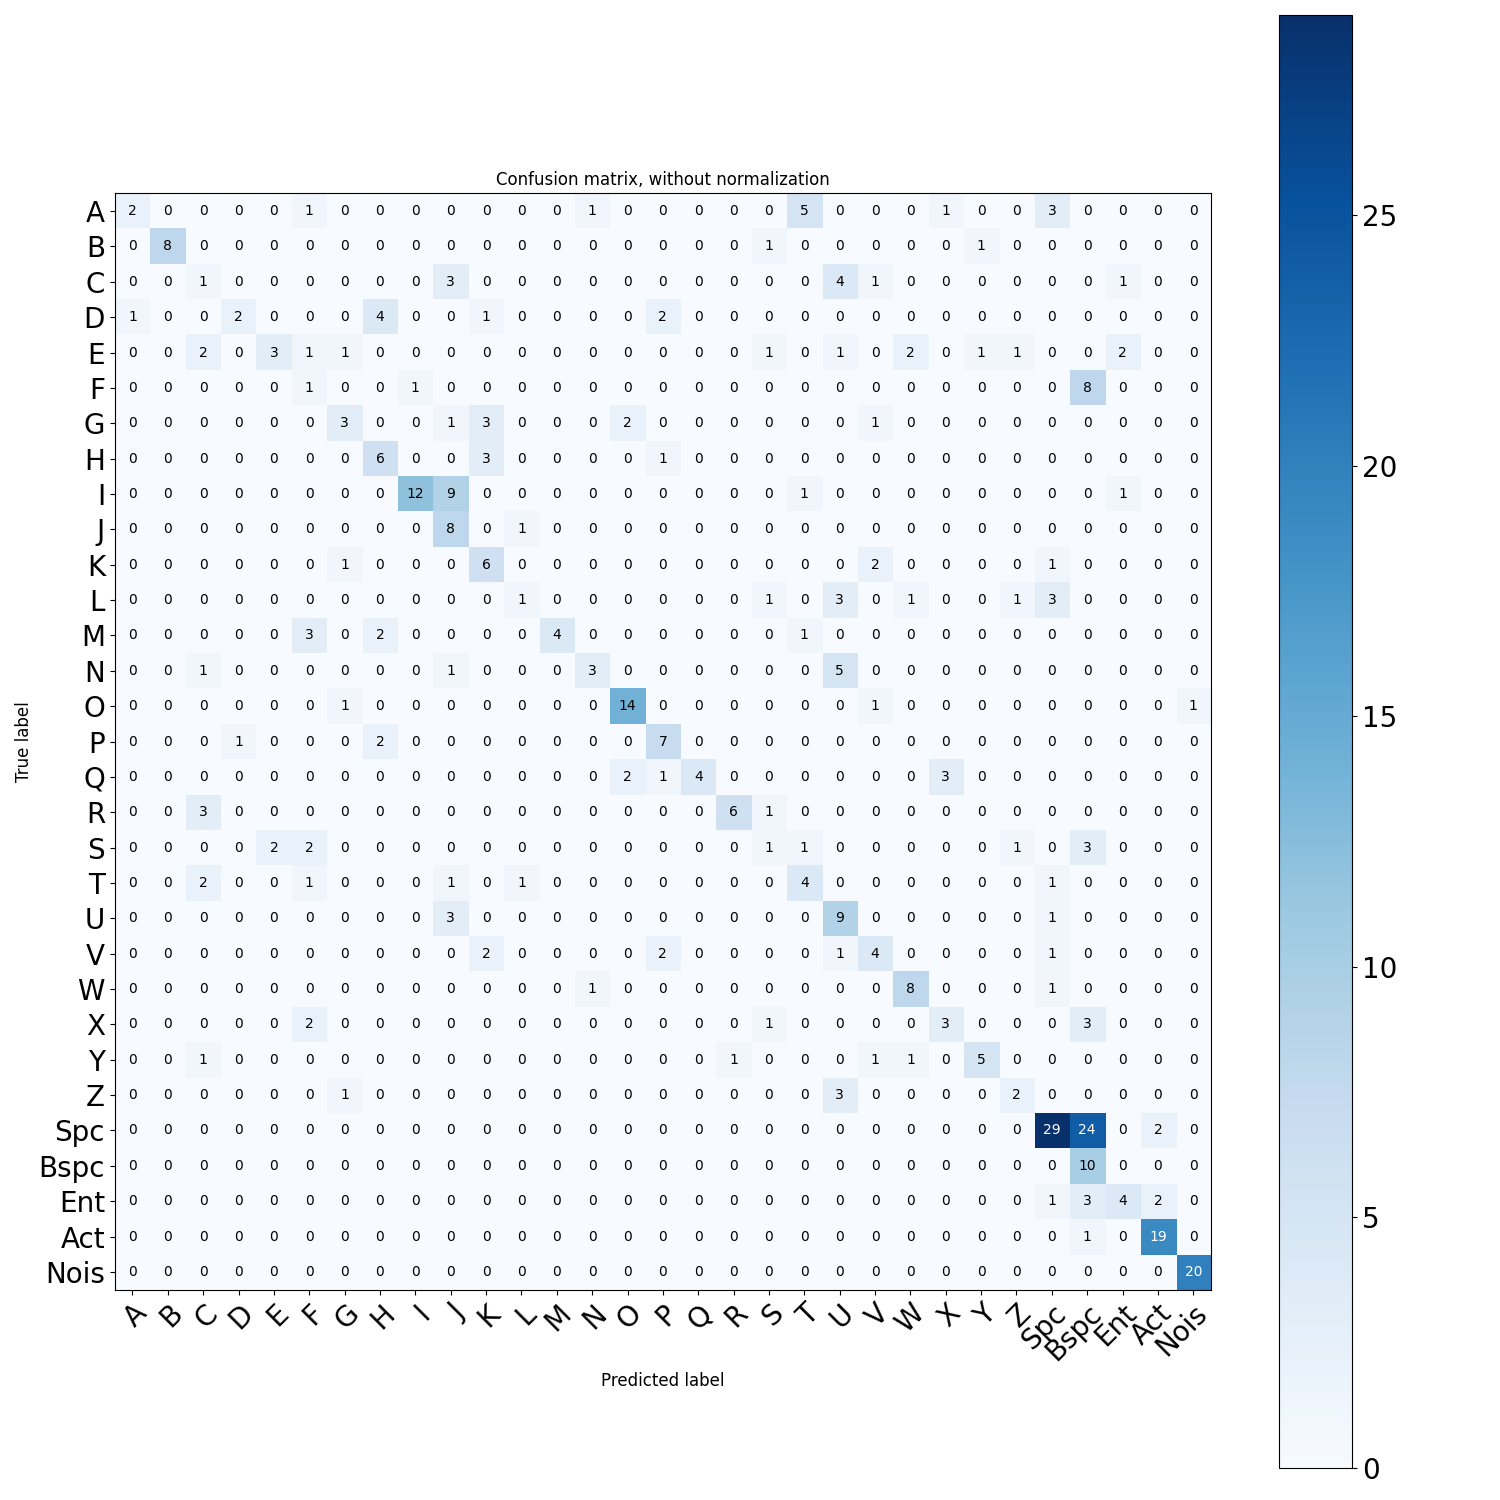 Confusion matrix, without normalization
A 2 0 0 0 0 1 0 0 0 0 0 0 0 1 0 0 0 0 0 5 0 0 0 1 0 0 3 0 0 0 0
B 0 8 0 0 0 0 0 0 0 0 0 0 0 0 0 0 0 0 1 0 0 0 0 0 1 0 0 0 0 0 0
C 0 0 1 0 0 0 0 0 0 3 0 0 0 0 0 0 0 0 0 0 4 1 0 0 0 0 0 0 1 0 0
D 1 0 0 2 0 0 0 4 0 0 1 0 0 0 0 2 0 0 0 0 0 0 0 0 0 0 0 0 0 0 0
E 0 0 2 0 3 1 1 0 0 0 0 0 0 0 0 0 0 0 1 0 1 0 2 0 1 1 0 0 2 0 0
F 0 0 0 0 0 1 0 0 1 0 0 0 0 0 0 0 0 0 0 0 0 0 0 0 0 0 0 8 0 0 0
G 0 0 0 0 0 0 3 0 0 1 3 0 0 0 2 0 0 0 0 0 0 1 0 0 0 0 0 0 0 0 0
H 0 0 0 0 0 0 0 6 0 0 3 0 0 0 0 1 0 0 0 0 0 0 0 0 0 0 0 0 0 0 0
I 0 0 0 0 0 0 0 0 12 9 0 0 0 0 0 0 0 0 0 1 0 0 0 0 0 0 0 0 1 0 0
J 0 0 0 0 0 0 0 0 0 8 0 1 0 0 0 0 0 0 0 0 0 0 0 0 0 0 0 0 0 0 0
K 0 0 0 0 0 0 1 0 0 0 6 0 0 0 0 0 0 0 0 0 0 2 0 0 0 0 1 0 0 0 0
L 0 0 0 0 0 0 0 0 0 0 0 1 0 0 0 0 0 0 1 0 3 0 1 0 0 1 3 0 0 0 0
M 0 0 0 0 0 3 0 2 0 0 0 0 4 0 0 0 0 0 0 1 0 0 0 0 0 0 0 0 0 0 0
N 0 0 1 0 0 0 0 0 0 1 0 0 0 3 0 0 0 0 0 0 5 0 0 0 0 0 0 0 0 0 0
O 0 0 0 0 0 0 1 0 0 0 0 0 0 0 14 0 0 0 0 0 0 1 0 0 0 0 0 0 0 0 1
P 0 0 0 1 0 0 0 2 0 0 0 0 0 0 0 7 0 0 0 0 0 0 0 0 0 0 0 0 0 0 0
Q 0 0 0 0 0 0 0 0 0 0 0 0 0 0 2 1 4 0 0 0 0 0 0 3 0 0 0 0 0 0 0
R 0 0 3 0 0 0 0 0 0 0 0 0 0 0 0 0 0 6 1 0 0 0 0 0 0 0 0 0 0 0 0
S 0 0 0 0 2 2 0 0 0 0 0 0 0 0 0 0 0 0 1 1 0 0 0 0 0 1 0 3 0 0 0
T 0 0 2 0 0 1 0 0 0 1 0 1 0 0 0 0 0 0 0 4 0 0 0 0 0 0 1 0 0 0 0
U 0 0 0 0 0 0 0 0 0 3 0 0 0 0 0 0 0 0 0 0 9 0 0 0 0 0 1 0 0 0 0
V 0 0 0 0 0 0 0 0 0 0 2 0 0 0 0 2 0 0 0 0 1 4 0 0 0 0 1 0 0 0 0
W 0 0 0 0 0 0 0 0 0 0 0 0 0 1 0 0 0 0 0 0 0 0 8 0 0 0 1 0 0 0 0
X 0 0 0 0 0 2 0 0 0 0 0 0 0 0 0 0 0 0 1 0 0 0 0 3 0 0 0 3 0 0 0
Y 0 0 1 0 0 0 0 0 0 0 0 0 0 0 0 0 0 1 0 0 0 1 1 0 5 0 0 0 0 0 0
Z 0 0 0 0 0 0 1 0 0 0 0 0 0 0 0 0 0 0 0 0 3 0 0 0 0 2 0 0 0 0 0
Spc 0 0 0 0 0 0 0 0 0 0 0 0 0 0 0 0 0 0 0 0 0 0 0 0 0 0 29 24 0 2 0
Bspc 0 0 0 0 0 0 0 0 0 0 0 0 0 0 0 0 0 0 0 0 0 0 0 0 0 0 0 10 0 0 0
Ent 0 0 0 0 0 0 0 0 0 0 0 0 0 0 0 0 0 0 0 0 0 0 0 0 0 0 1 3 4 2 0
Act 0 0 0 0 0 0 0 0 0 0 0 0 0 0 0 0 0 0 0 0 0 0 0 0 0 0 0 1 0 19 0
Nois 0 0 0 0 0 0 0 0 0 0 0 0 0 0 0 0 0 0 0 0 0 0 0 0 0 0 0 0 0 0 20
A B C D E F G H I J K L M N O P Q R S T U V W X Y Z Spc Bspc Ent Act Nois
True label
Predicted label
25
20
15
10
5
0